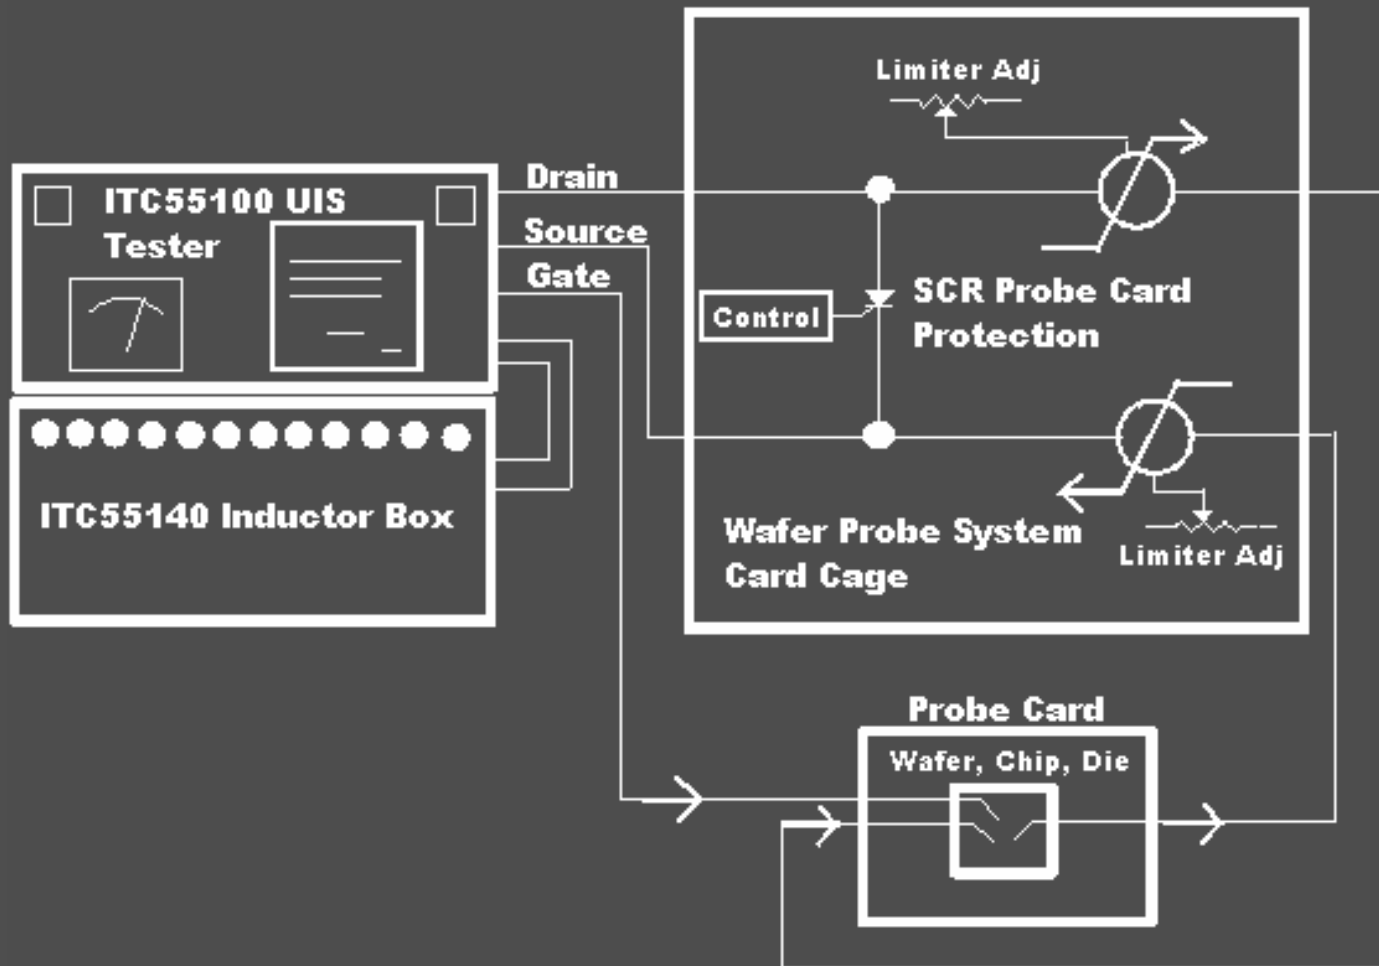 Limiter Adj
ITC55100 UIS
Tester
Drain
Source
Gate
SCR Probe Card
Protection
Control
ITC55140 Inductor Box
Wafer Probe System
Card Cage
Limiter Adj
Probe Card
Wafer, Chip, Die